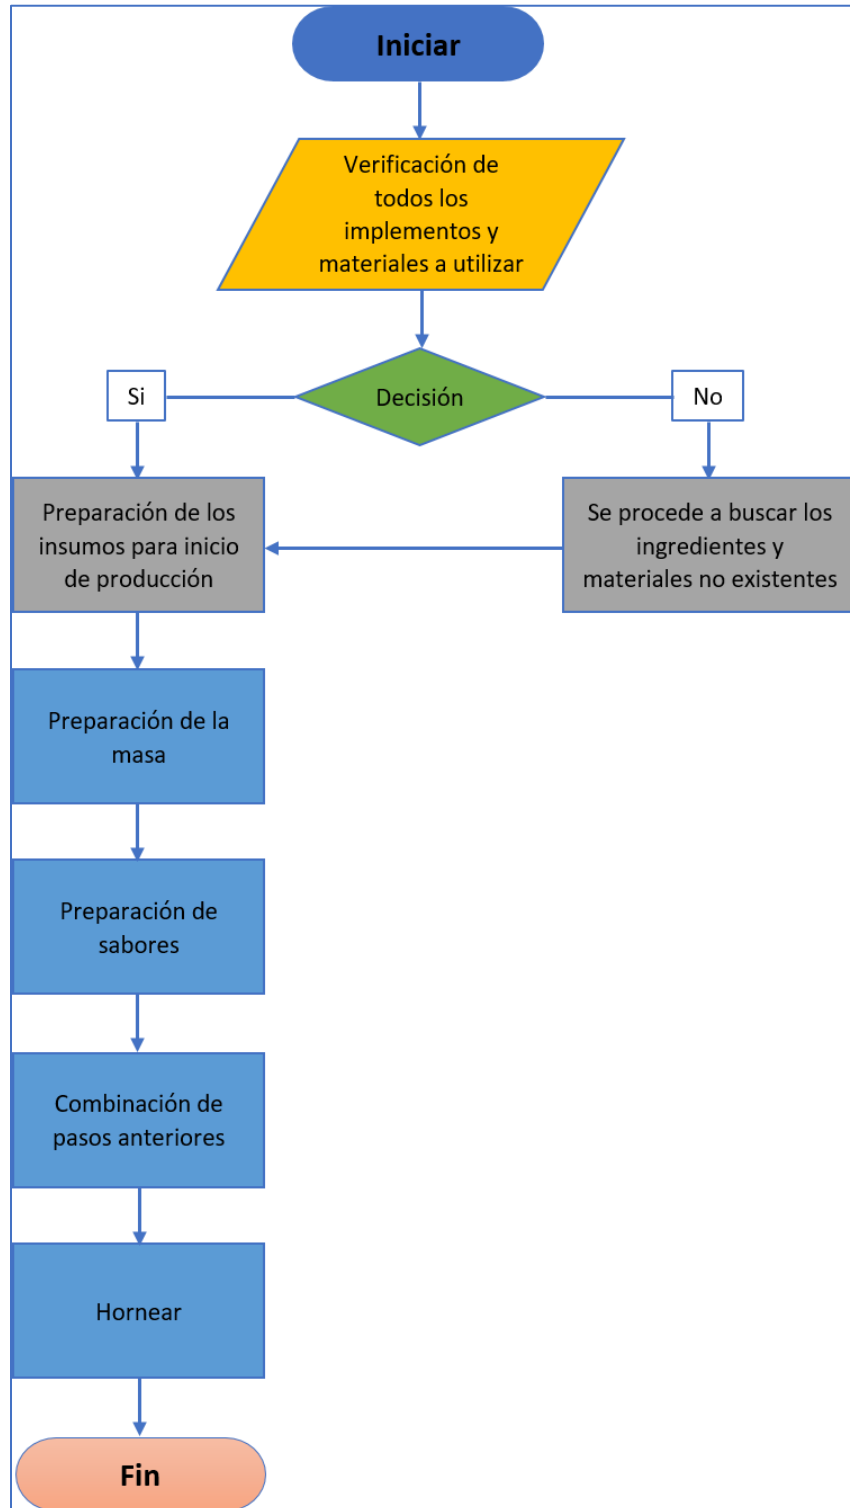 Iniciar
Verificación de
todos los
implementos y
materiales a utilizar
Si
Decisión
No
Preparación de los
insumos para inicio
de producción
Se procede a buscar los
ingredientes y
materiales no existentes
Preparación de la
masa
Preparación de
sabores
Combinación de
pasos anteriores
Hornear
Fin